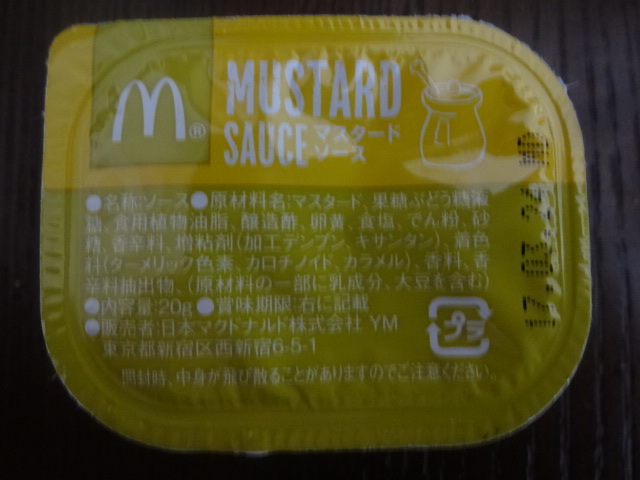 MUSTARD
SAUCE マスタード
ソース
●名称:ソース●原材料名:マスタード、果糖ぶどう糖液
糖、食用植物油脂、醸造酢、卵黄、食塩、でん粉、砂
糖、香辛料、増粘剤(加工デンプン、キサンタン)、着色
料(ターメリック色素、カロチノイド、カラメル)、香料、香
辛料抽出物、(原材料の一部に乳成分、大豆を含む)
●内容量:20g ●賞味期限:右に記載
●販売者:日本マクドナルド株式会社 YM
東京都新宿区西新宿6-5-1
開封時、中身が飛び散ることがありますのでご注意ください。
プラ